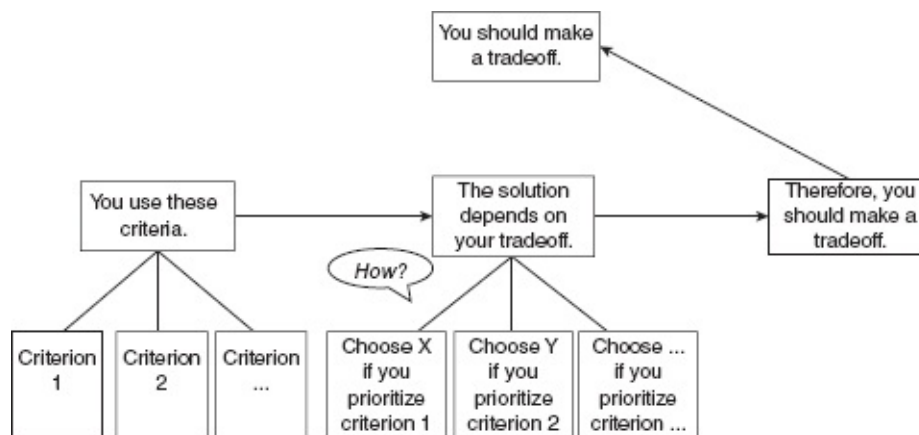 You should make
a tradeoff.
You use these
criteria.
The solution
depends on
your tradeoff.
Therefore, you
should make a
tradeoff.
How?
Criterion
1
Criterion
2
Criterion
...
Choose X
if you
prioritize
criterion 1
Choose Y
if you
prioritize
criterion 2
Choose ...
if you
prioritize
criterion ...